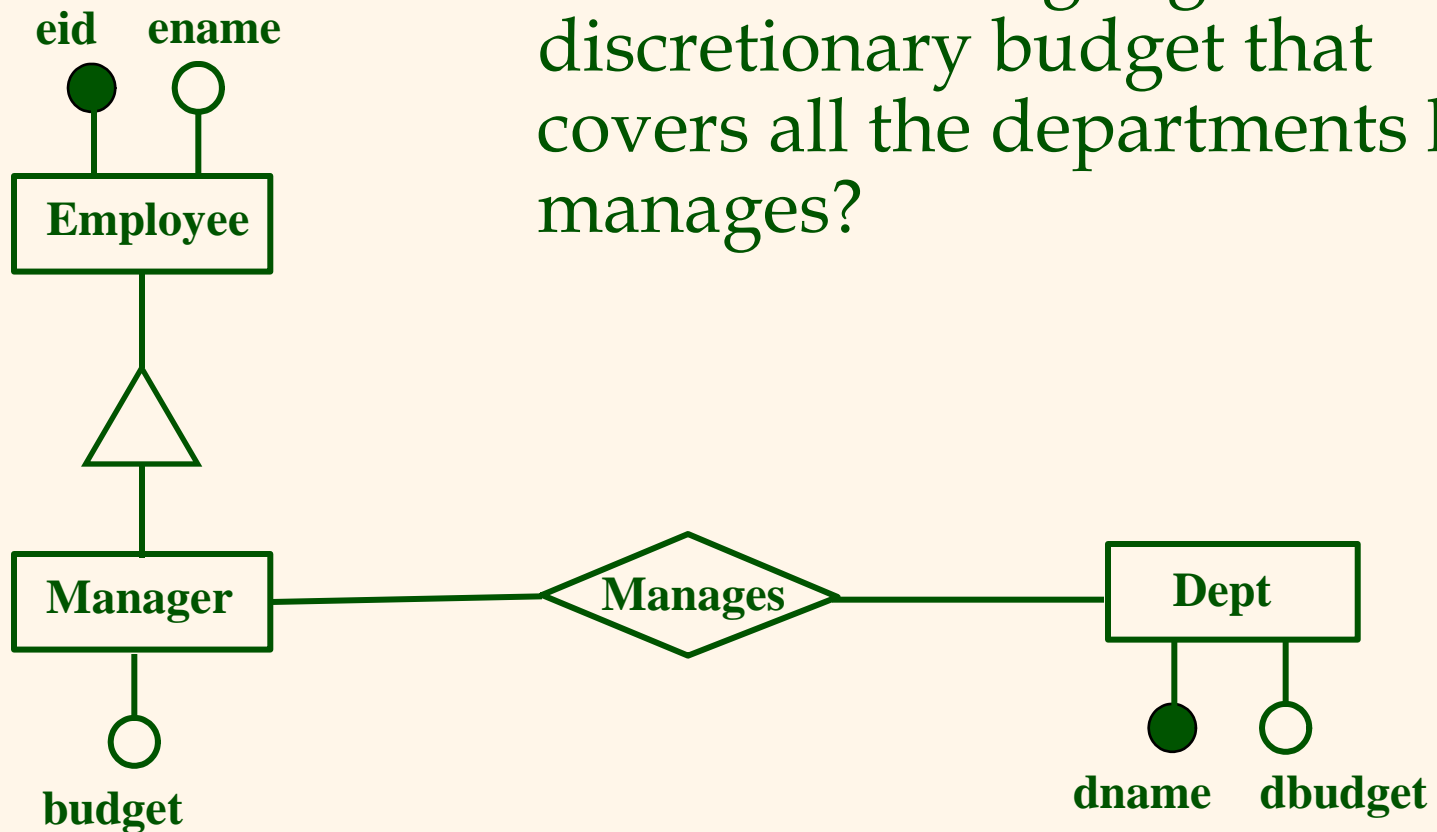 discretionary budget that
covers all the departments
manages?
eid ename
Employee
Manager
Manages
Dept
budget
dname dbudget